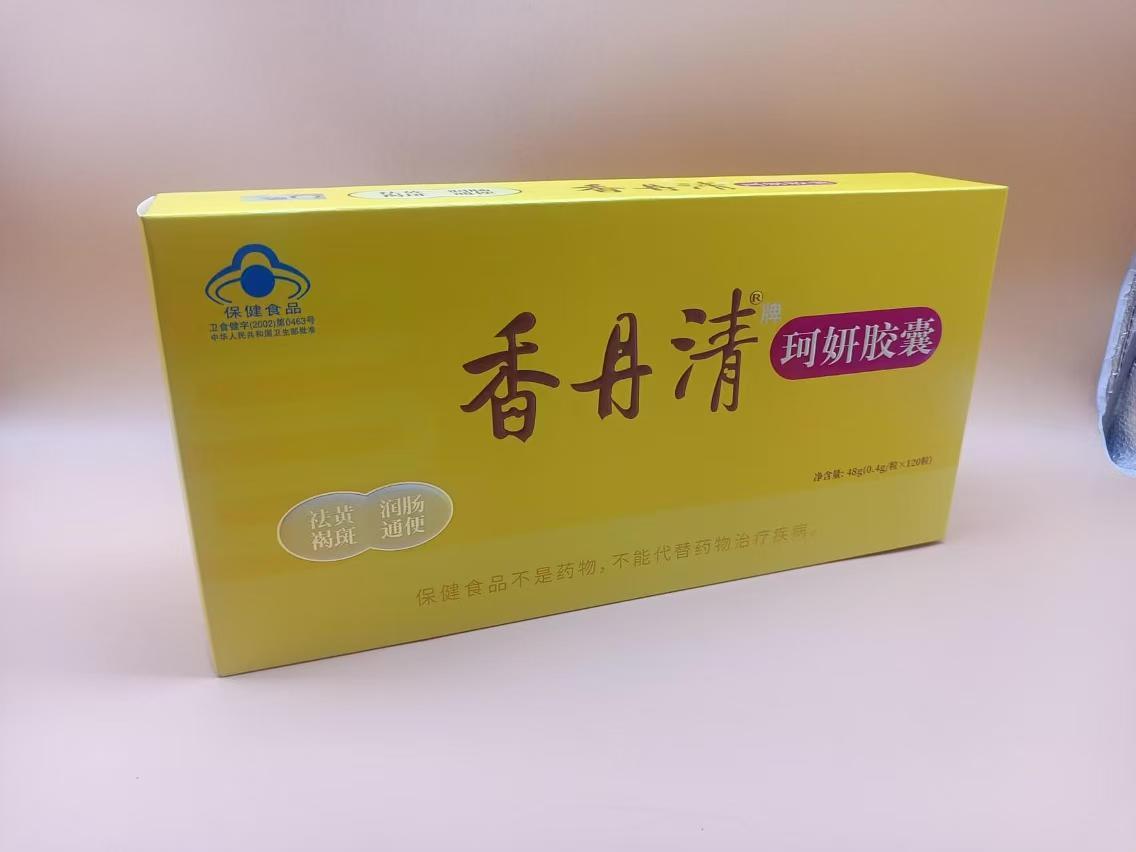 香丹清
保健食品
卫食健字(2002)第0463号
中华人民共和国卫生部批准
香丹清®牌
珂妍胶囊
净含量: 48g(0.4g/粒×120粒)
祛黄 润肠
褐斑 通便
保健食品不是药物，不能代替药物治疗疾病。